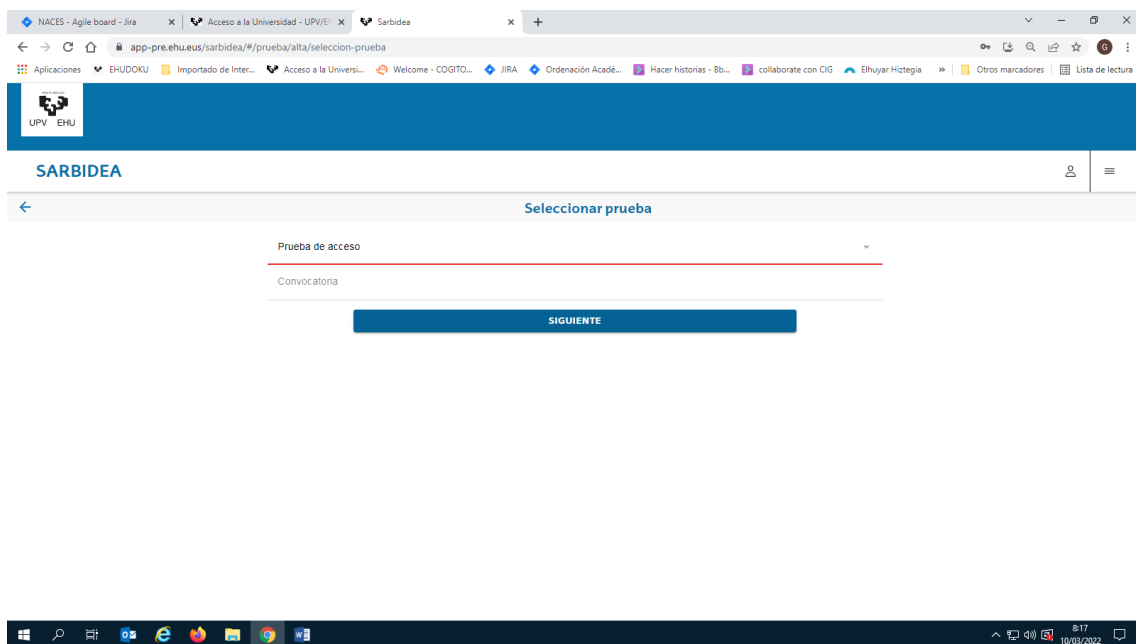 NACES - Agile board - Jira
Acceso a la Universidad - UPV/E
Sarbidea
app-pre.ehu.eus/sarbidea/#/prueba/alta/seleccion-prueba
G
Aplicaciones
EHUDOKU
Importado de Inter...
Acceso a la Universi...
Welcome - COGITO...
JIRA
Ordenación Acadé...
Hacer historias - Bb...
collaborate con CIG
Elhuyar Hiztegia
»
Otros marcadores
Lista de lectura
UPV EHU
SARBIDEA
Seleccionar prueba
Prueba de acceso
Convocatoria
SIGUIENTE
8:17
10/03/2022